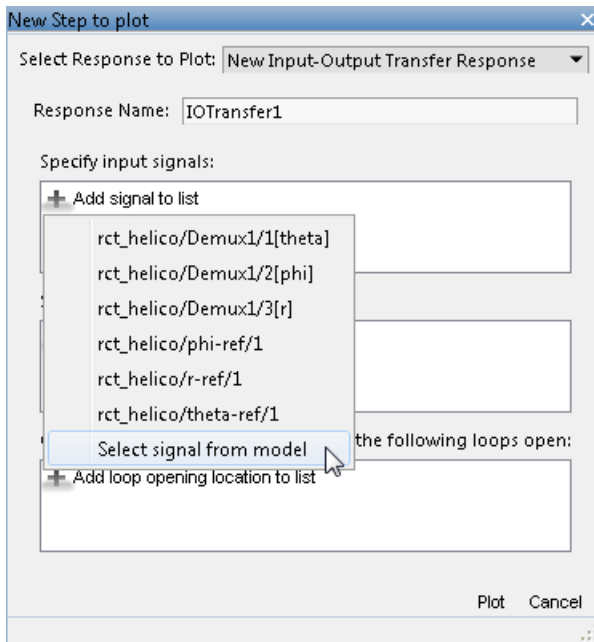 New Step to plot
Select Response to Plot: New Input-Output Transfer Response
Response Name: IOTransfer1
Specify input signals:
Add signal to list
rct_helico/Demux1/1[theta]
rct_helico/Demux1/2[phi]
rct_helico/Demux1/3[r]
rct_helico/phi-ref/1
rct_helico/r-ref/1
rct_helico/theta-ref/1
Select signal from model
the following loops open:
Add loop opening location to list
Plot Cancel